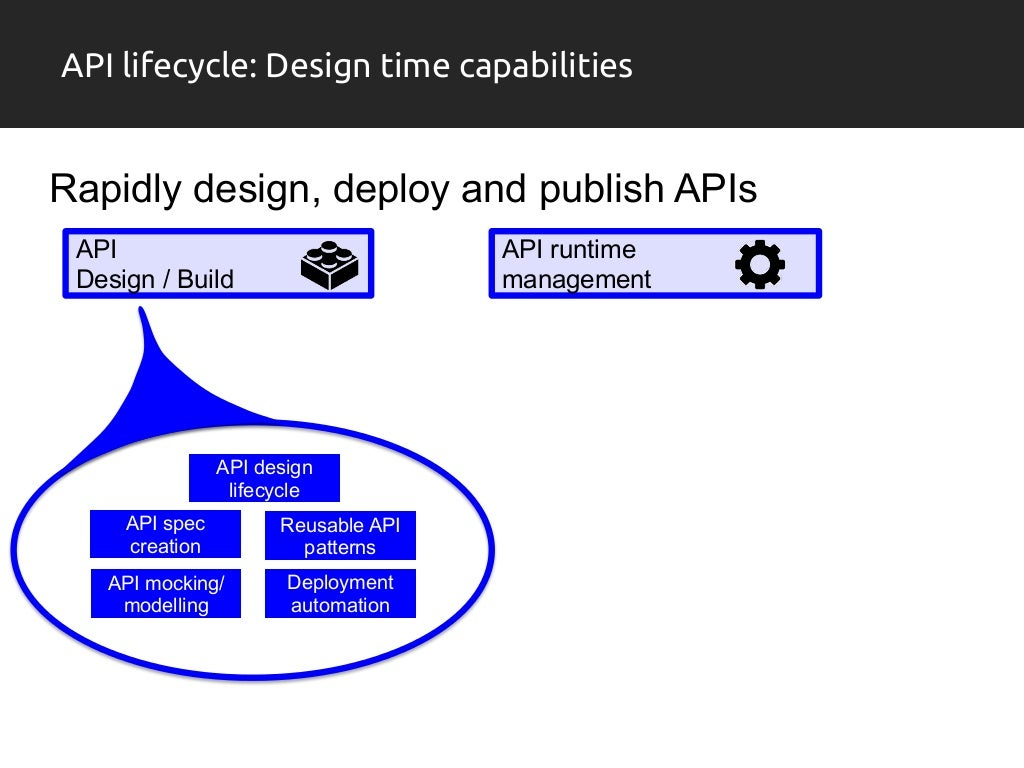 API lifecycle: Design time capabilities
Rapidly design, deploy and publish APIs
API
Design / Build
API runtime
management
API design
lifecycle
API spec
creation
Reusable API
patterns
API mocking/
modelling
Deployment
automation